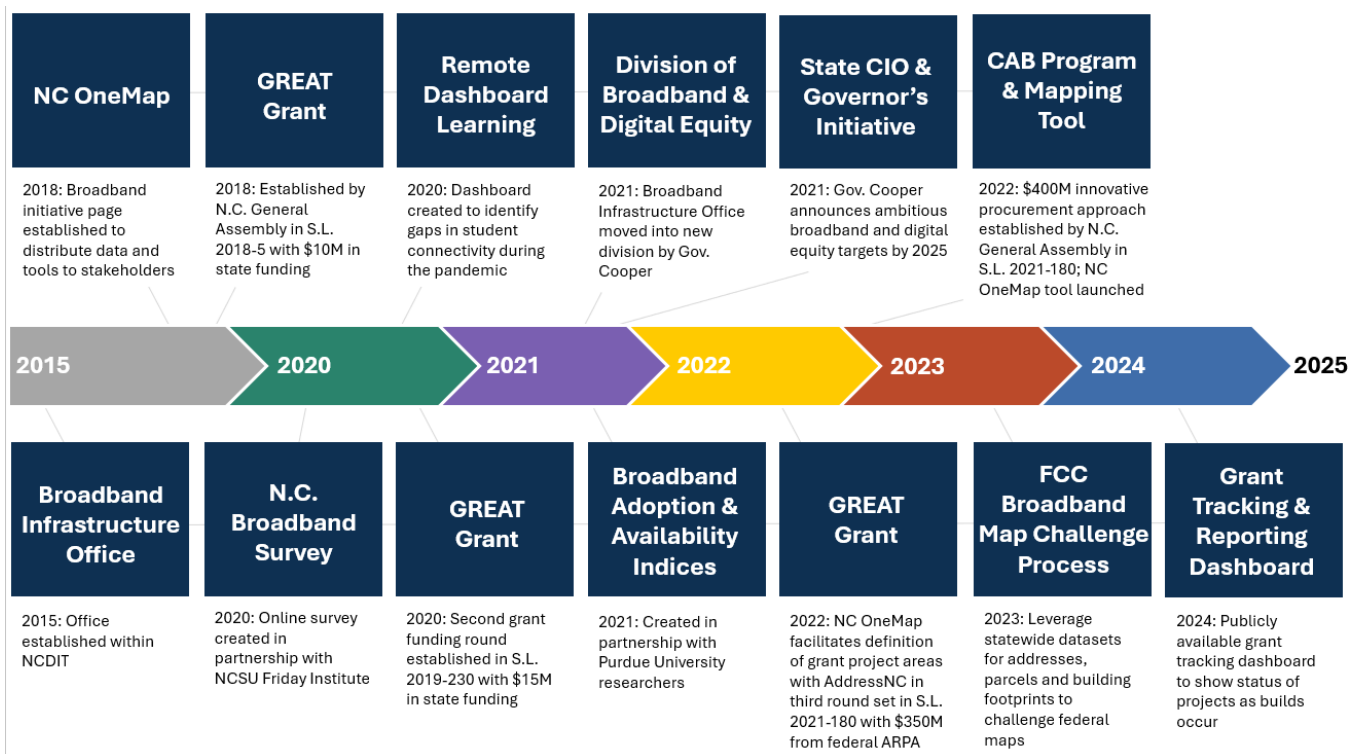 NC OneMap
2018: Broadband
initiative page
established to
distribute data and
tools to stakeholders
GREAT
Grant
2018: Established by
N.C. General
Assembly in S.L.
2018-5 with $10M in
state funding
Remote
Dashboard
Learning
2020: Dashboard
created to identify
gaps in student
connectivity during
the pandemic
Division of
Broadband &
Digital Equity
2021: Broadband
Infrastructure Office
moved into new
division by Gov.
Cooper
State CIO &
Governor’s
Initiative
2021: Gov. Cooper
announces ambitious
broadband and digital
equity targets by 2025
CAB Program
& Mapping
Tool
2022: $400M innovative
procurement approach
established by N.C.
General Assembly in
S.L. 2021-180; NC
OneMap tool launched
2015
2020
2021
2022
2023
2024
2025
Broadband
Infrastructure
Office
2015: Office
established within
NCDIT
N.C.
Broadband
Survey
2020: Online survey
created in
partnership with
NCSU Friday Institute
GREAT
Grant
2020: Second grant
funding round
established in S.L.
2019-230 with $15M
in state funding
Broadband
Adoption &
Availability
Indices
2021: Created in
partnership with
Purdue University
researchers
GREAT
Grant
2022: NC OneMap
facilitates definition
of grant project areas
with AddressNC in
third round set in S.L.
2021-180 with $350M
from federal ARPA
FCC
Broadband
Map Challenge
Process
2023: Leverage
statewide datasets
for addresses,
parcels and building
footprints to
challenge federal
maps
Grant
Tracking &
Reporting
Dashboard
2024: Publicly
available grant
tracking dashboard
to show status of
projects as builds
occur